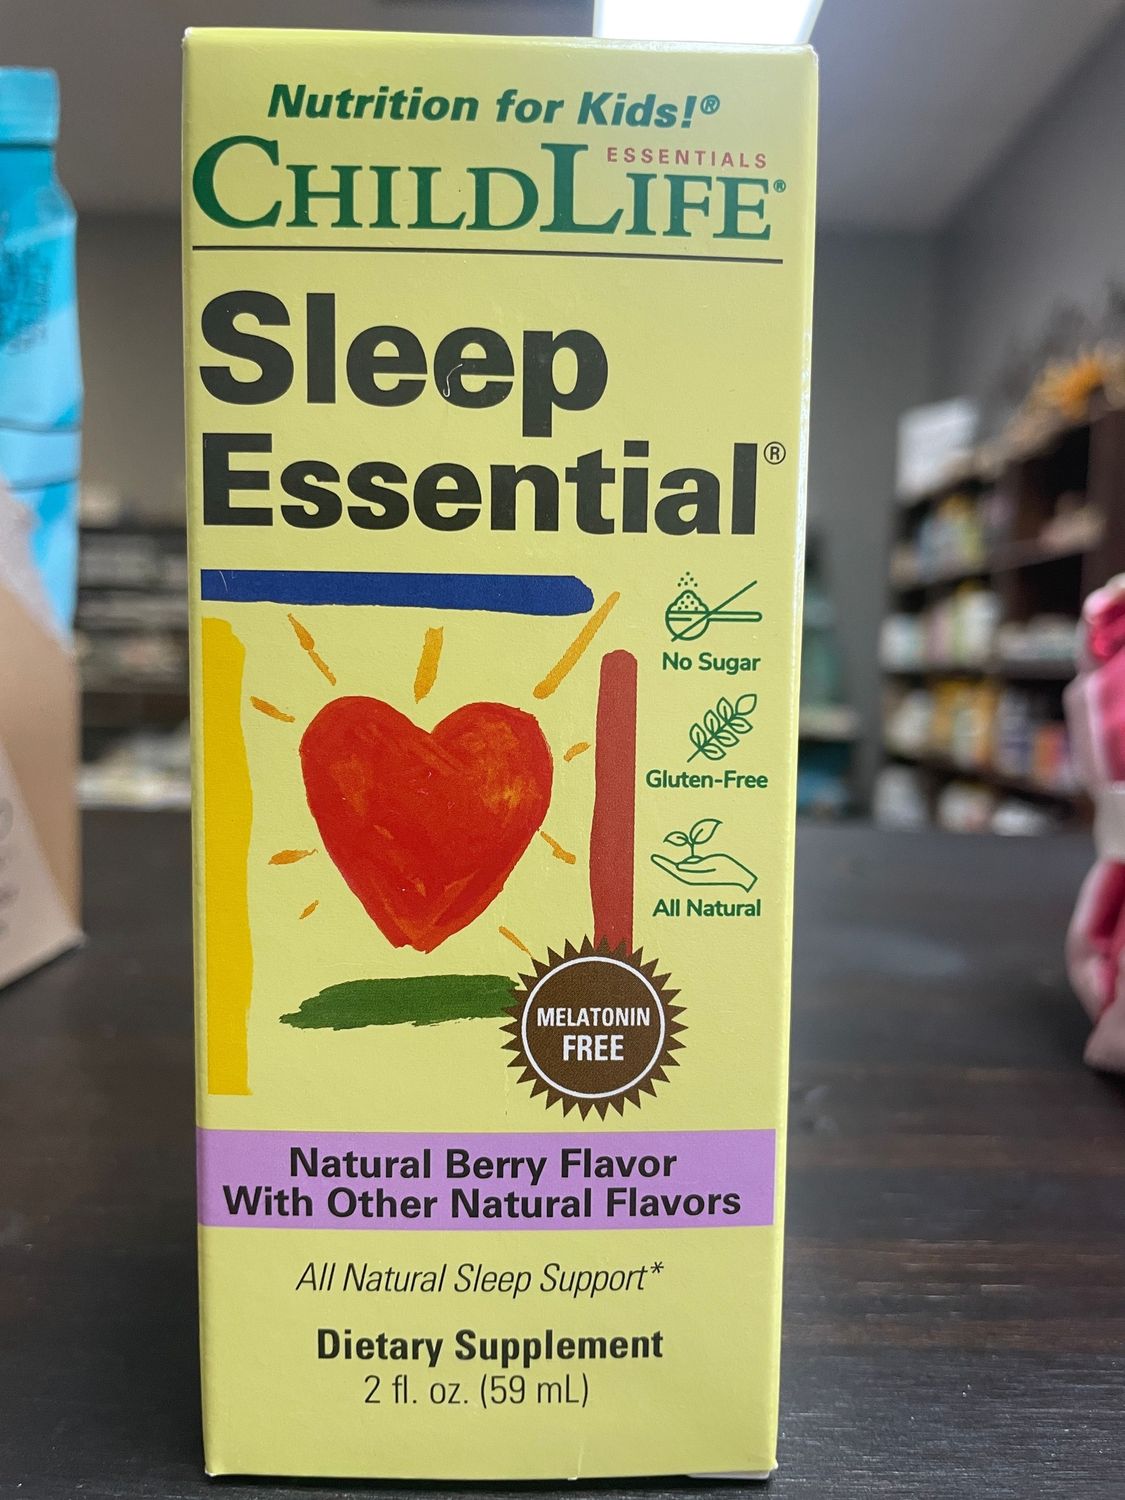 Nutrition for Kids!®
ESSENTIALS
CHILDLIFE®
Sleep
Essential®
No Sugar
Gluten-Free
All Natural
MELATONIN
FREE
Natural Berry Flavor
With Other Natural Flavors
All Natural Sleep Support*
Dietary Supplement
2 fl. oz. (59 mL)